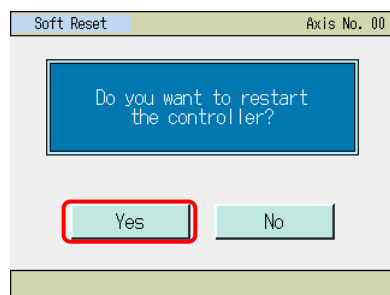 Soft Reset Axis No. 00
Do you want to restart
the controller?
Yes No